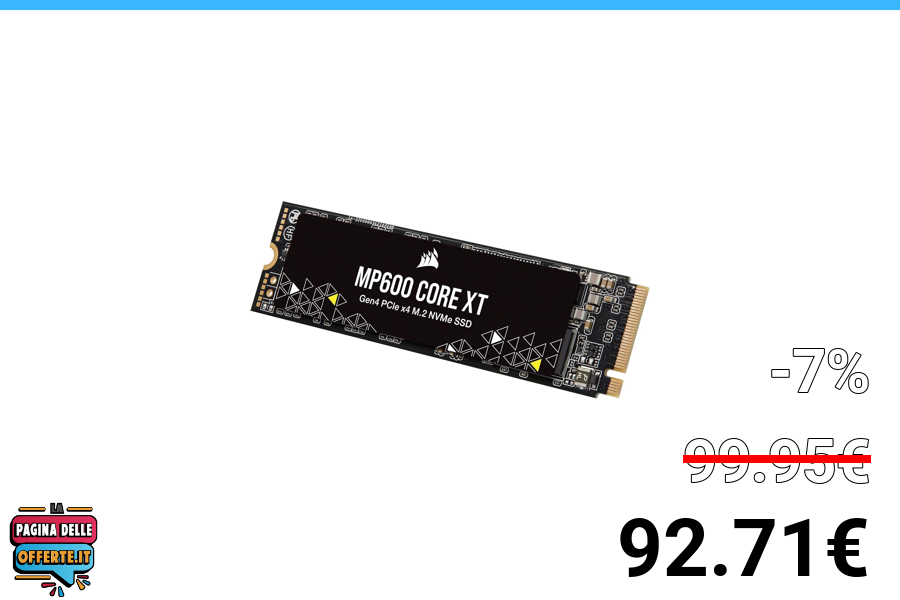 MP600 CORE XT
Gen4 PCIe x4 M.2 NVMe SSD
-7%
99.95€
92.71€
LA
PAGINA DELLE
OFFERTE.IT